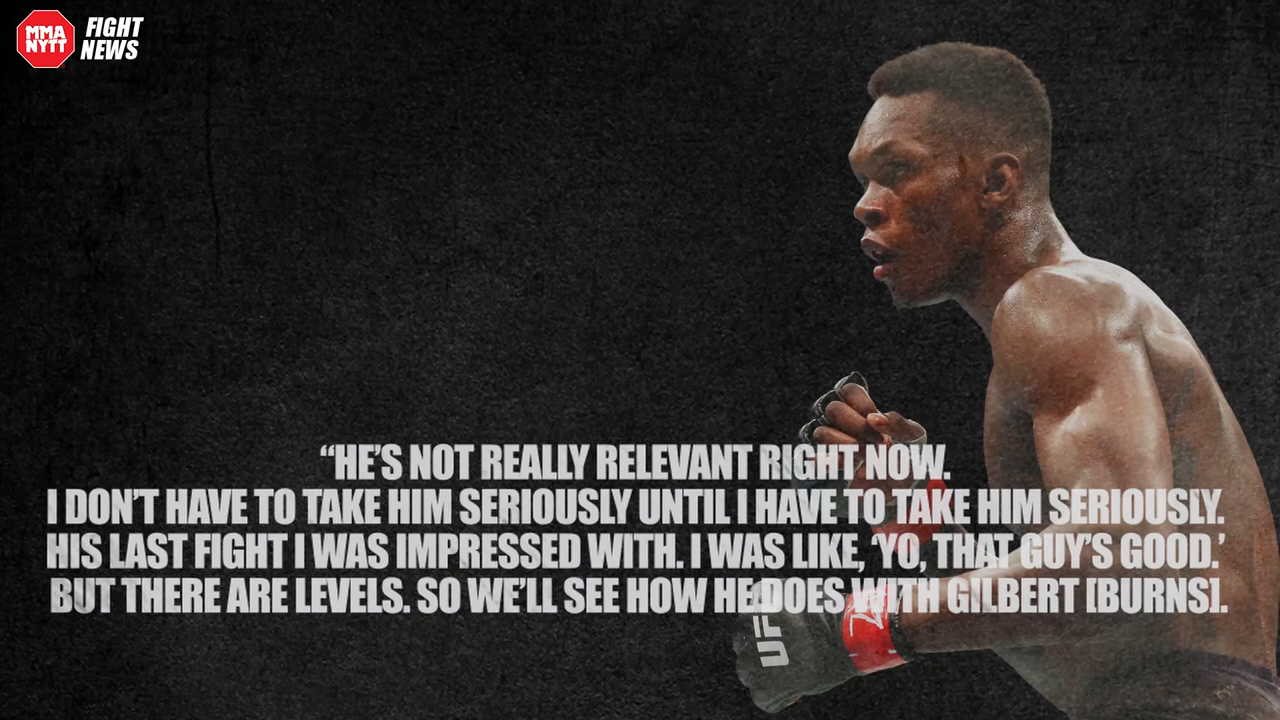 MMA
NYTT
FIGHT
NEWS
“HE’S NOT REALLY RELEVANT RIGHT NOW.
I DON’T HAVE TO TAKE HIM SERIOUSLY UNTIL I HAVE TO TAKE HIM SERIOUSLY.
HIS LAST FIGHT I WAS IMPRESSED WITH. I WAS LIKE, ‘YO, THAT GUY’S GOOD.’
BUT THERE ARE LEVELS. SO WE’LL SEE HOW HE DOES WITH GILBERT [BURNS].
UFC